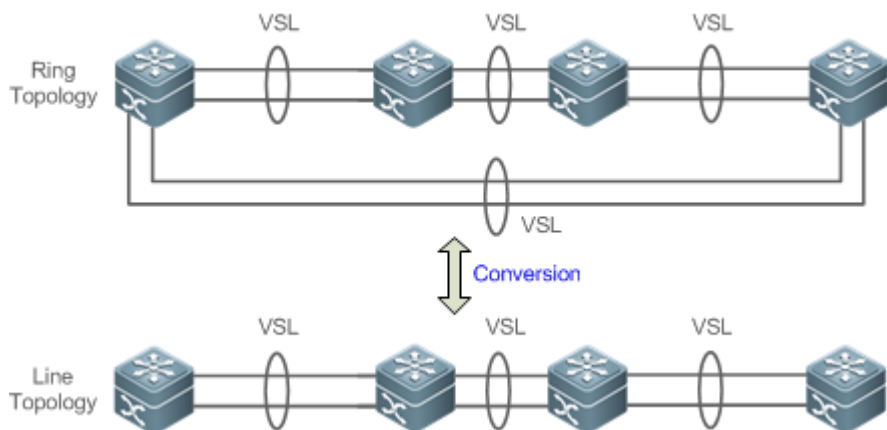 VSL VSL VSL
Ring
Topology
VSL
Conversion
VSL VSL VSL
Line
Topology